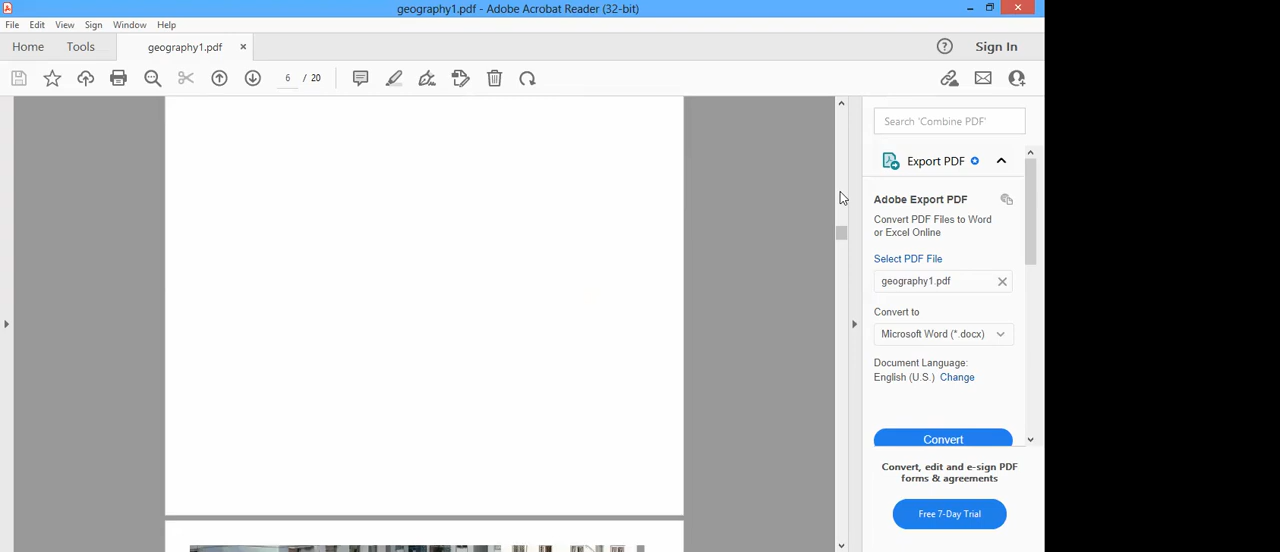 geography1.pdf - Adobe Acrobat Reader (32-bit)
File Edit View Sign Window Help
Home Tools geography1.pdf × ? Sign In
6 / 20
Search 'Combine PDF'
Export PDF
Adobe Export PDF
Convert PDF Files to Word
or Excel Online
Select PDF File
geography1.pdf
Convert to
Microsoft Word (*.docx)
Document Language:
English (U.S.) Change
Convert
Convert, edit and e-sign PDF
forms & agreements
Free 7-Day Trial